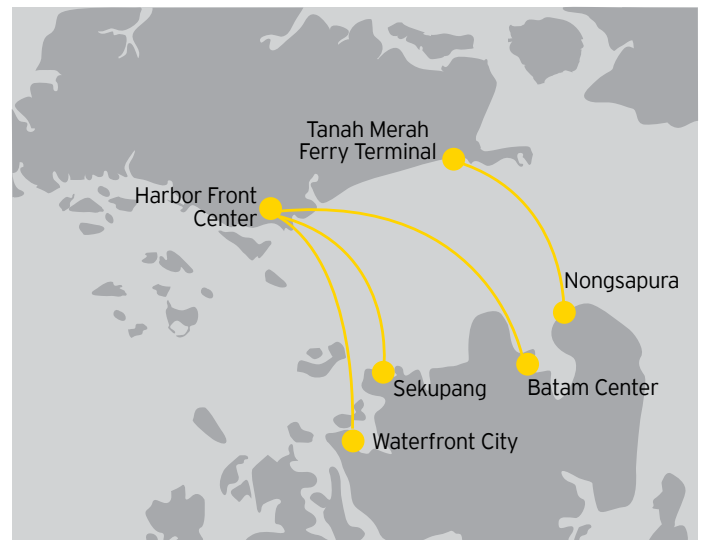 Tanah Merah
Ferry Terminal
Harbor Front
Center
Nongsapura
Sekupang
Batam Center
Waterfront City